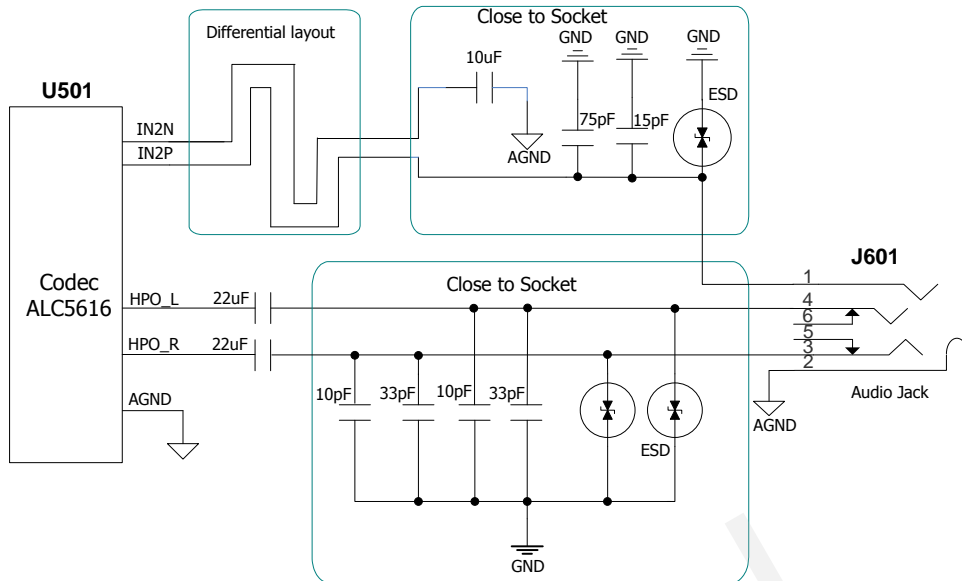 Close to Socket
Differential layout
GND
GND
GND
10uF
U501
ESD
75pF
15pF
IN2N
AGND
IN2P
J601
Codec
ALC5616
Close to Socket
1
HPO_L
22uF
4
6
5
HPO_R
22uF
3
2
10pF
33pF
10pF
33pF
Audio Jack
AGND
AGND
ESD
GND